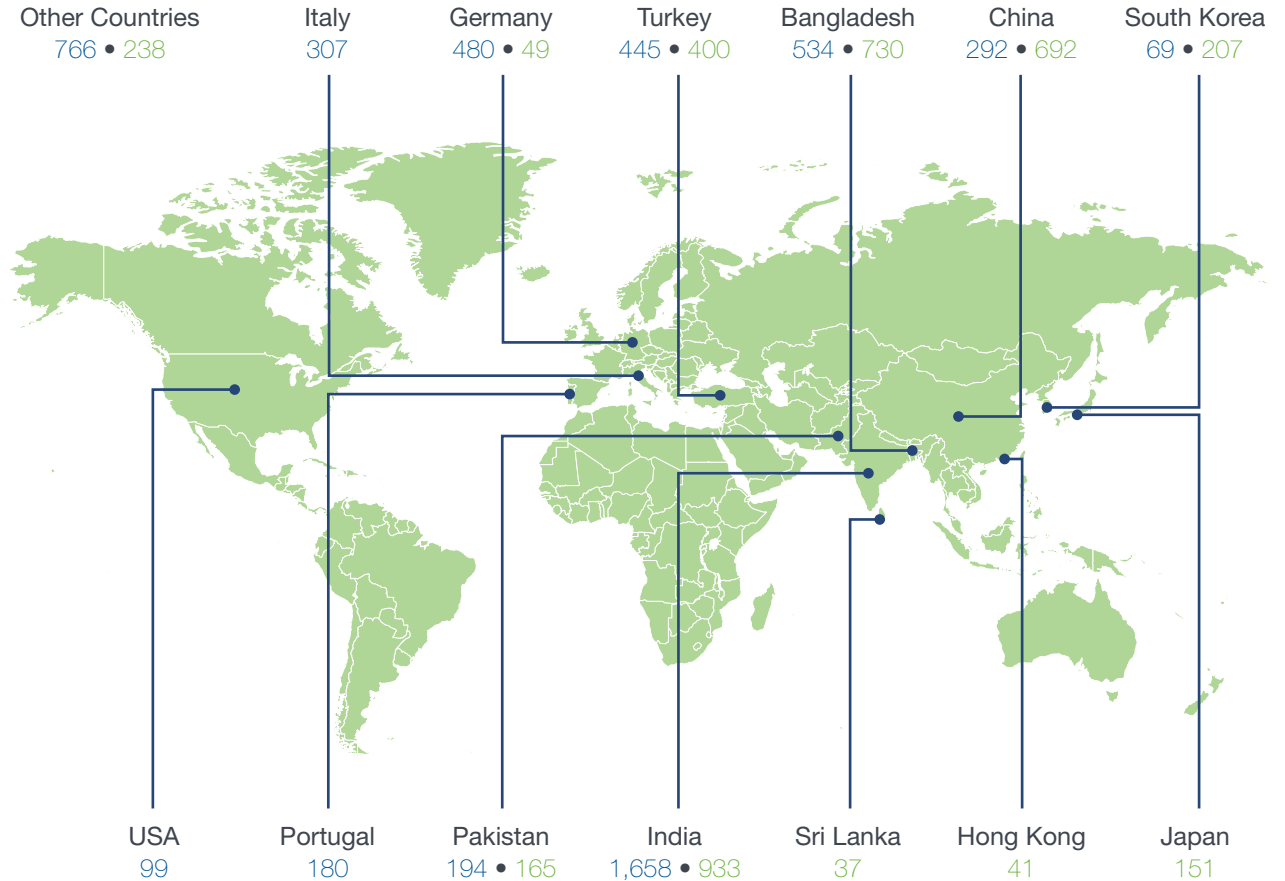 Other Countries
766 • 238
Italy
307
Germany
480 • 49
Turkey
445 • 400
Bangladesh
534 • 730
China
292 • 692
South Korea
69 • 207
USA
99
Portugal
180
Pakistan
194 • 165
India
1,658 • 933
Sri Lanka
37
Hong Kong
41
Japan
151